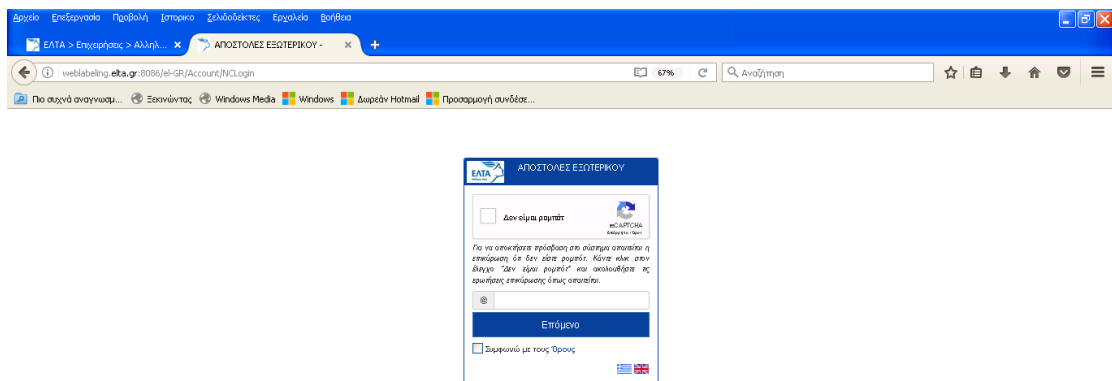 Αρχείο Επεξεργασία Προβολή Ιστορικο Σελιδοδείκτες Εργαλεία Βοήθεια
ΕΛΤΑ > Επιχειρήσεις > Αλληλ... ΑΠΟΣΤΟΛΕΣ ΕΞΩΤΕΡΙΚΟΥ -
weblabeling.elta.gr:8086/el-GR/Account/NCLogin 67% Αναζήτηση
Πιο συχνά αναγνωσμ... Ξεκινώντας Windows Media Windows Δωρεάν Hotmail Προσαρμογή συνδέσε...
ΕΛΤΑ ΑΠΟΣΤΟΛΕΣ ΕΞΩΤΕΡΙΚΟΥ
Δεν είμαι ρομπότ
reCAPTCHA
Απόρρητο - Όροι
Για να αποκτήσετε πρόσβαση στο σύστημα απαιτείται η
επικύρωση ότι δεν είστε ρομπότ. Κάντε κλικ στον
έλεγχο "Δεν είμαι ρομπότ" και ακολουθήστε τις
ερωτήσεις επικύρωσης όπως απαιτείται.
@
Επόμενο
Συμφωνώ με τους Όρους